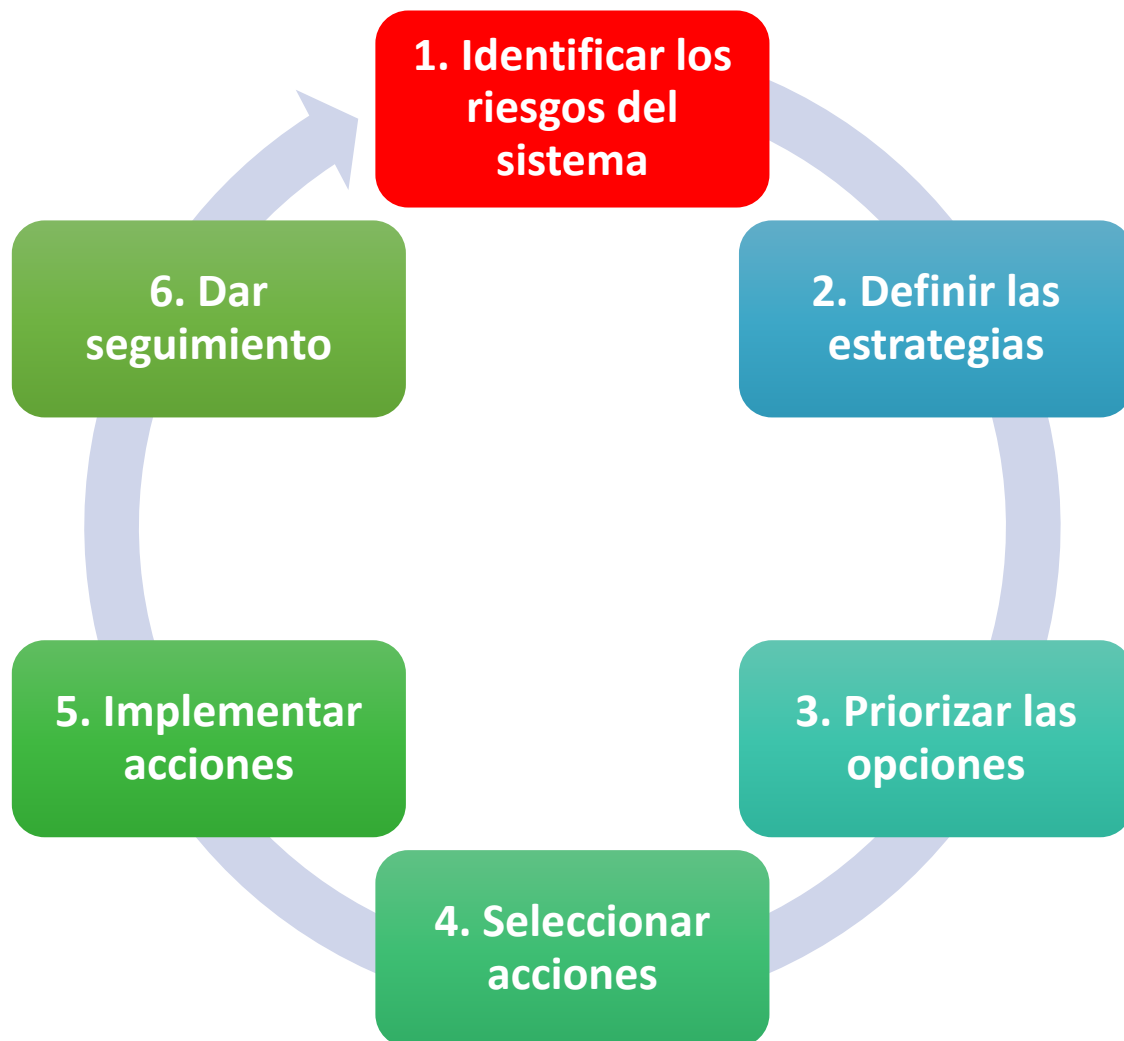 1. Identificar los
riesgos del
sistema
2. Definir las
estrategias
3. Priorizar las
opciones
4. Seleccionar
acciones
5. Implementar
acciones
6. Dar
seguimiento